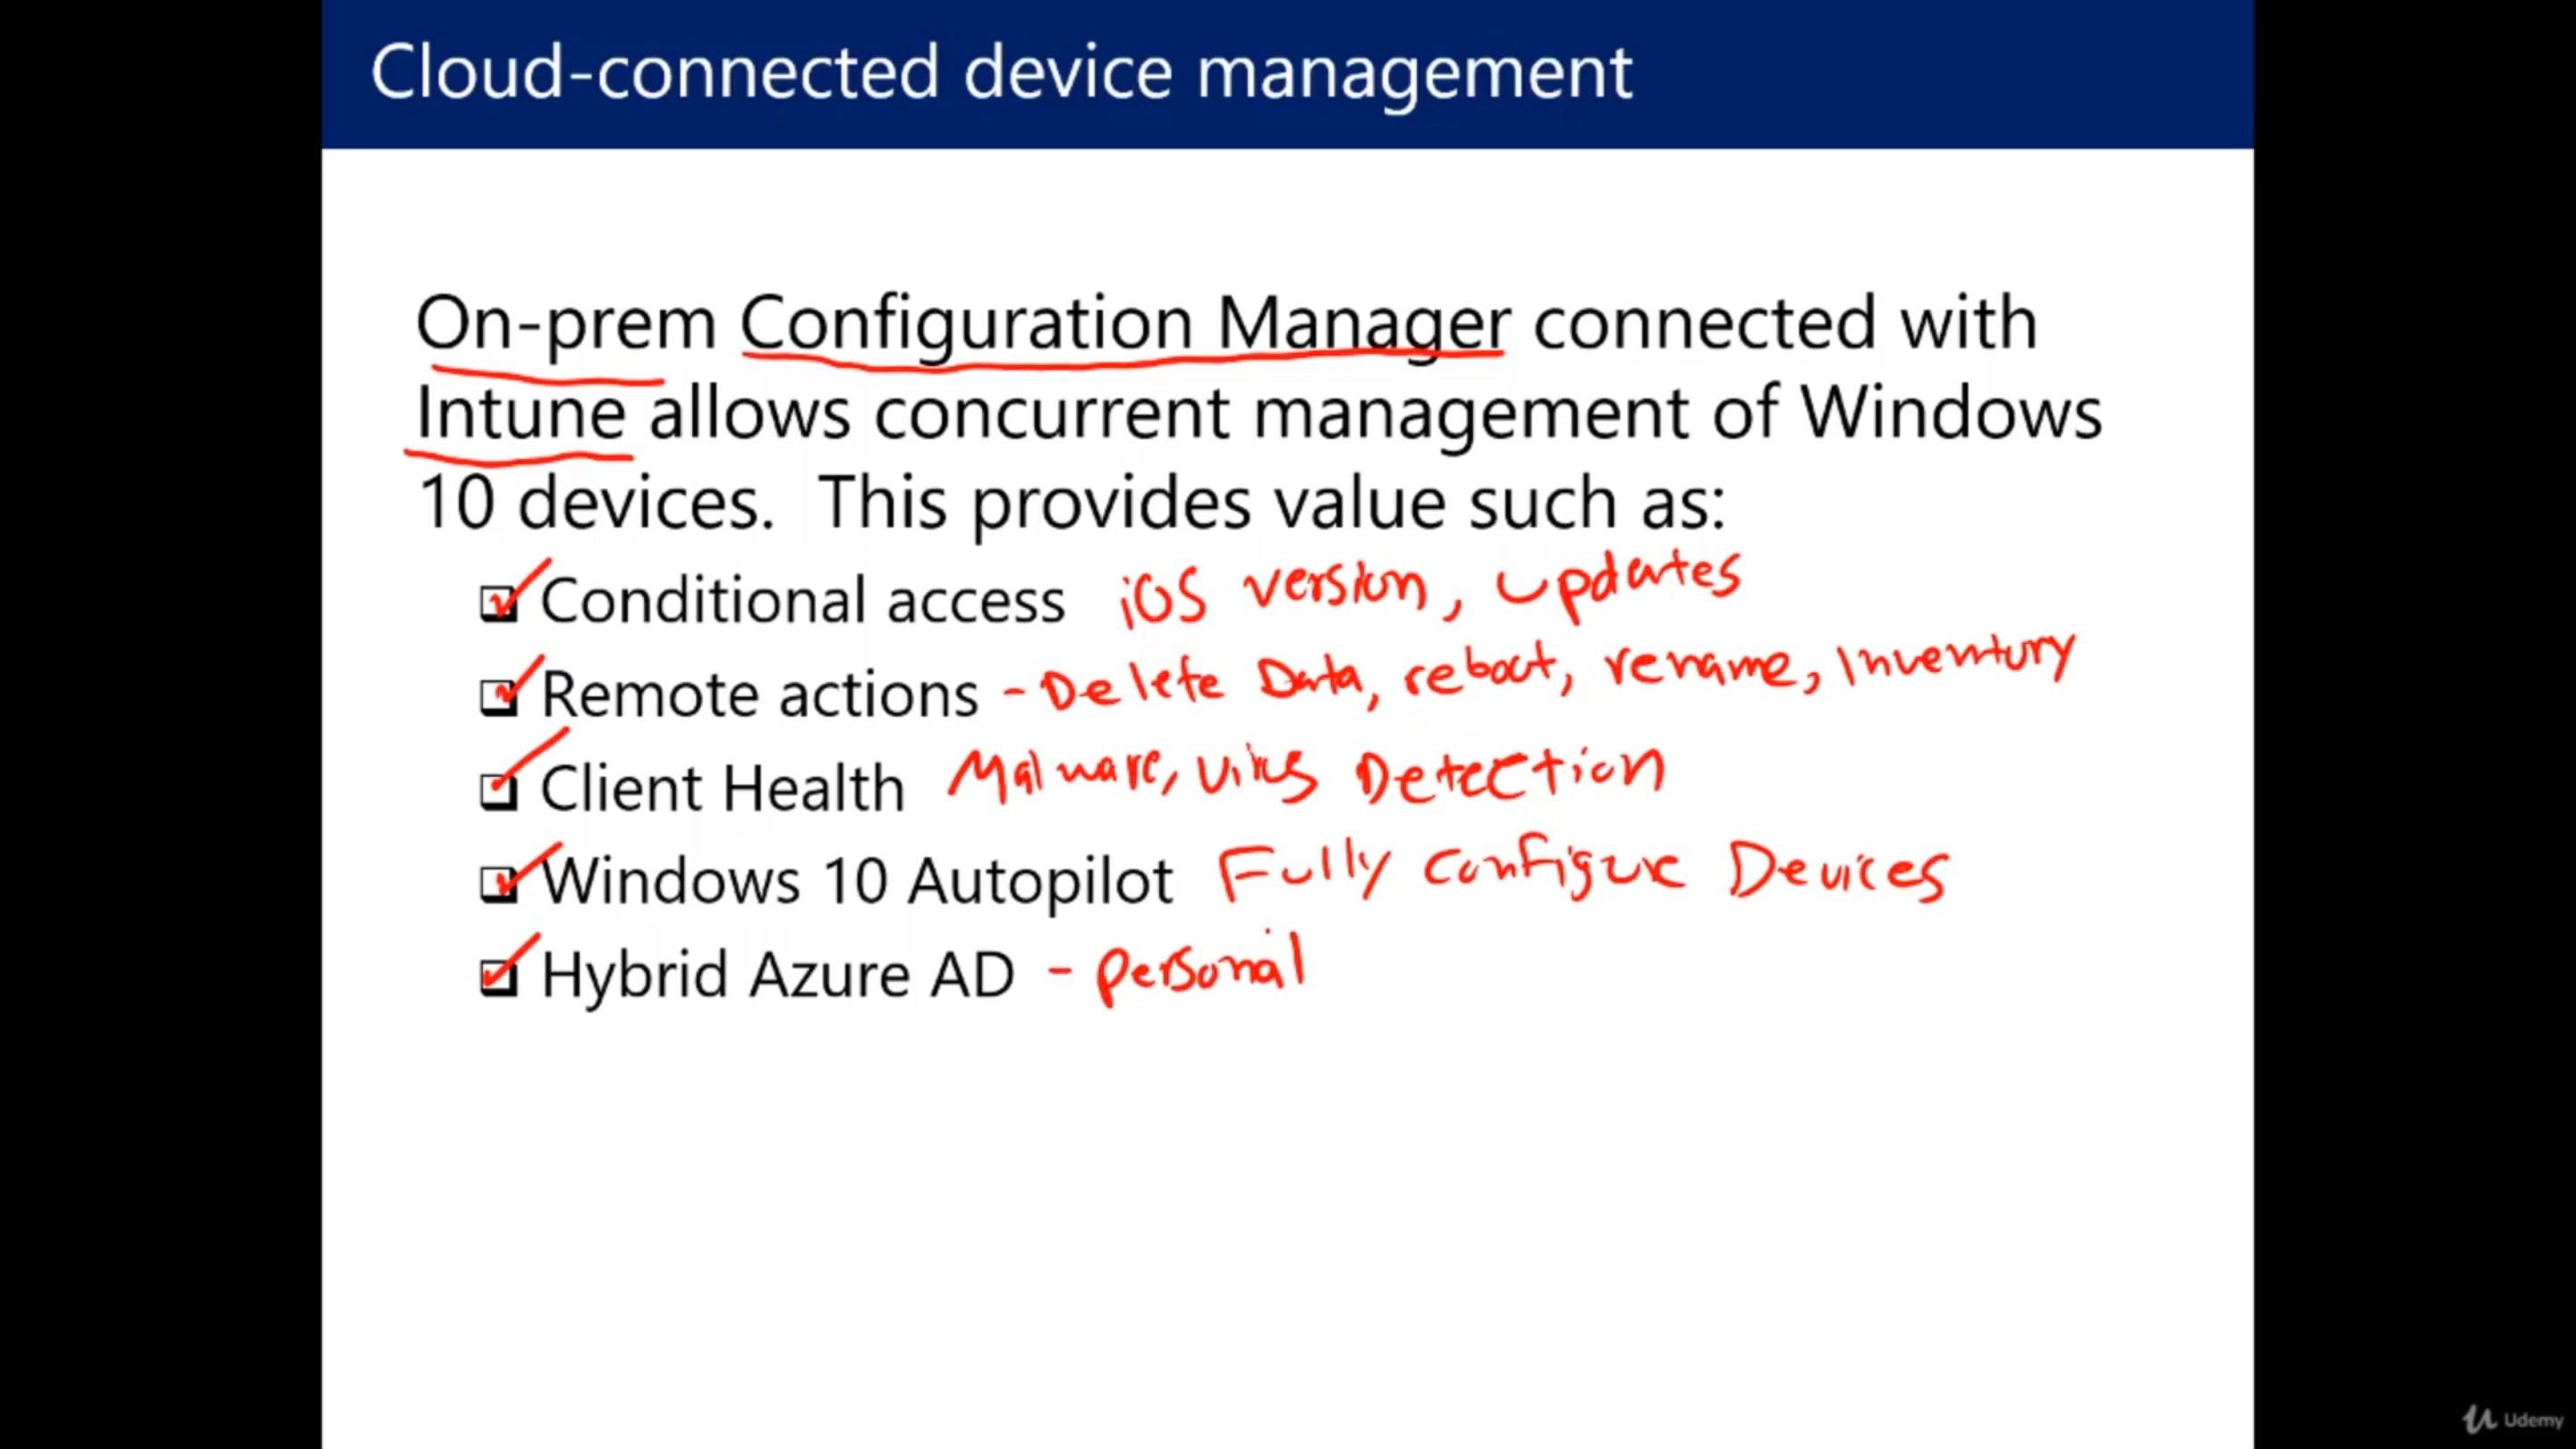 Cloud-connected device management
On-prem Configuration Manager connected with
Intune allows concurrent management of Windows
10 devices. This provides value such as:
Conditional access iOS version, updates
Remote actions - Delete Data, reboot, rename, Inventory
Client Health Malware, Virus Detection
Windows 10 Autopilot Fully configure Devices
Hybrid Azure AD - personal
Udemy